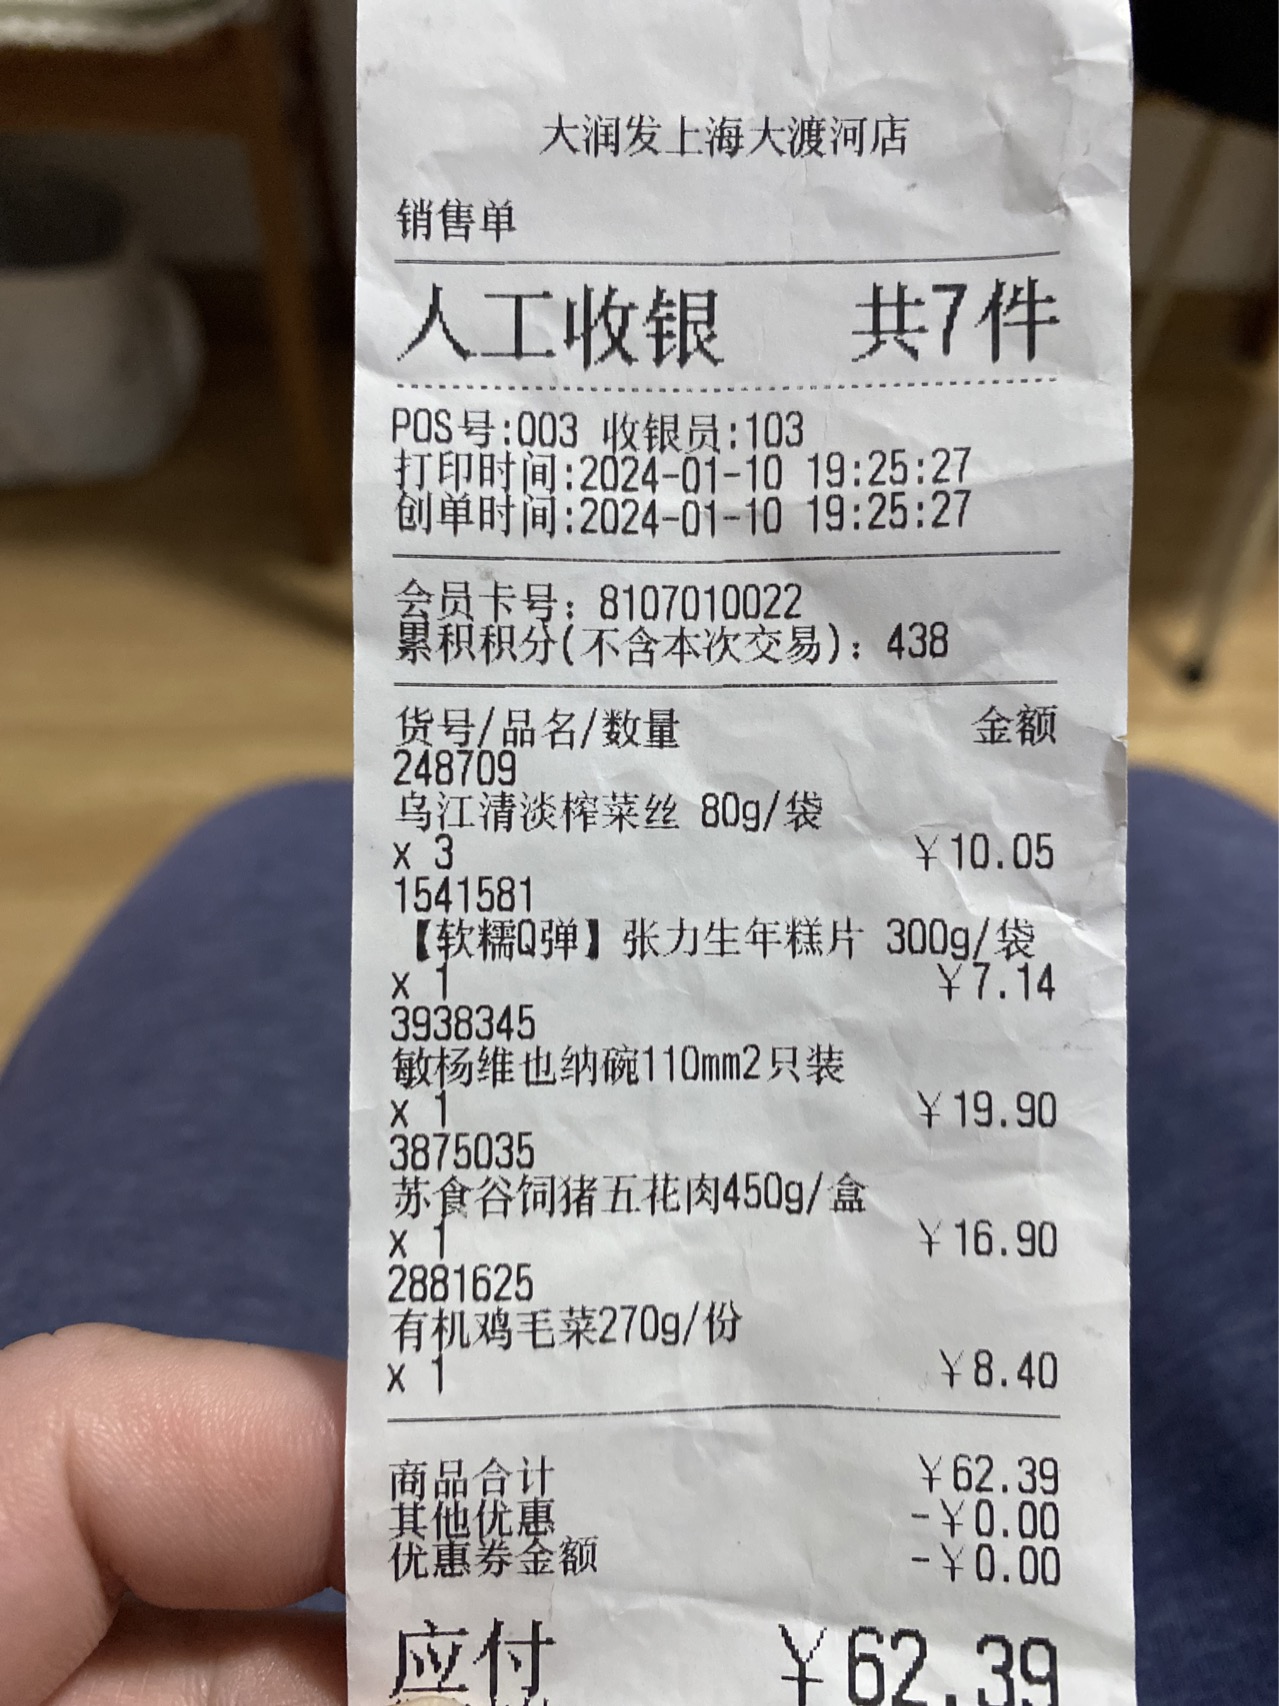 大润发上海大渡河店
销售单
人工收银 共7件
POS号:003 收银员:103
打印时间:2024-01-10 19:25:27
创单时间:2024-01-10 19:25:27
会员卡号：8107010022
累积积分(不含本次交易)：438
货号/品名/数量 金额
248709
乌江清淡榨菜丝 80g/袋
x 3 ￥10.05
1541581
【软糯Q弹】张力生年糕片 300g/袋
x 1 ￥7.14
3938345
敏杨维也纳碗110mm2只装
x 1 ￥19.90
3875035
苏食谷饲猪五花肉450g/盒
x 1 ￥16.90
2881625
有机鸡毛菜270g/份
x 1 ￥8.40
商品合计 ￥62.39
其他优惠 -￥0.00
优惠券金额 -￥0.00
应付 ￥62.39